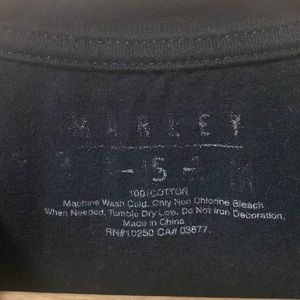 MARLEY
- S -
100%COTTON
Machine Wash Cold. Only Non Chlorine Bleach
When Needed. Tumble Dry Low. Do Not Iron Decoration.
Made in China
RN#10250 CA# 03877.